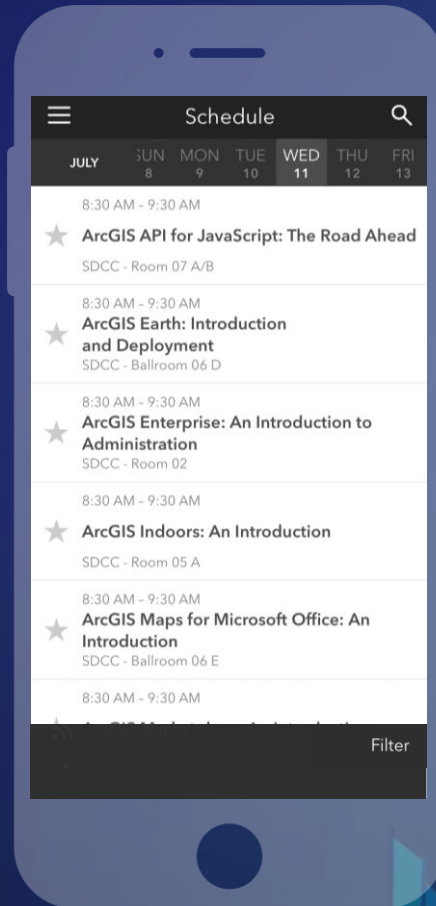 Schedule
JULY
SUN MON TUE WED THU FRI
8 9 10 11 12 13
8:30 AM – 9:30 AM
ArcGIS API for JavaScript: The Road Ahead
SDCC - Room 07 A/B
8:30 AM – 9:30 AM
ArcGIS Earth: Introduction
and Deployment
SDCC - Ballroom 06 D
8:30 AM – 9:30 AM
ArcGIS Enterprise: An Introduction to
Administration
SDCC - Room 02
8:30 AM – 9:30 AM
ArcGIS Indoors: An Introduction
SDCC - Room 05 A
8:30 AM – 9:30 AM
ArcGIS Maps for Microsoft Office: An
Introduction
SDCC - Ballroom 06 E
8:30 AM – 9:30 AM
Filter